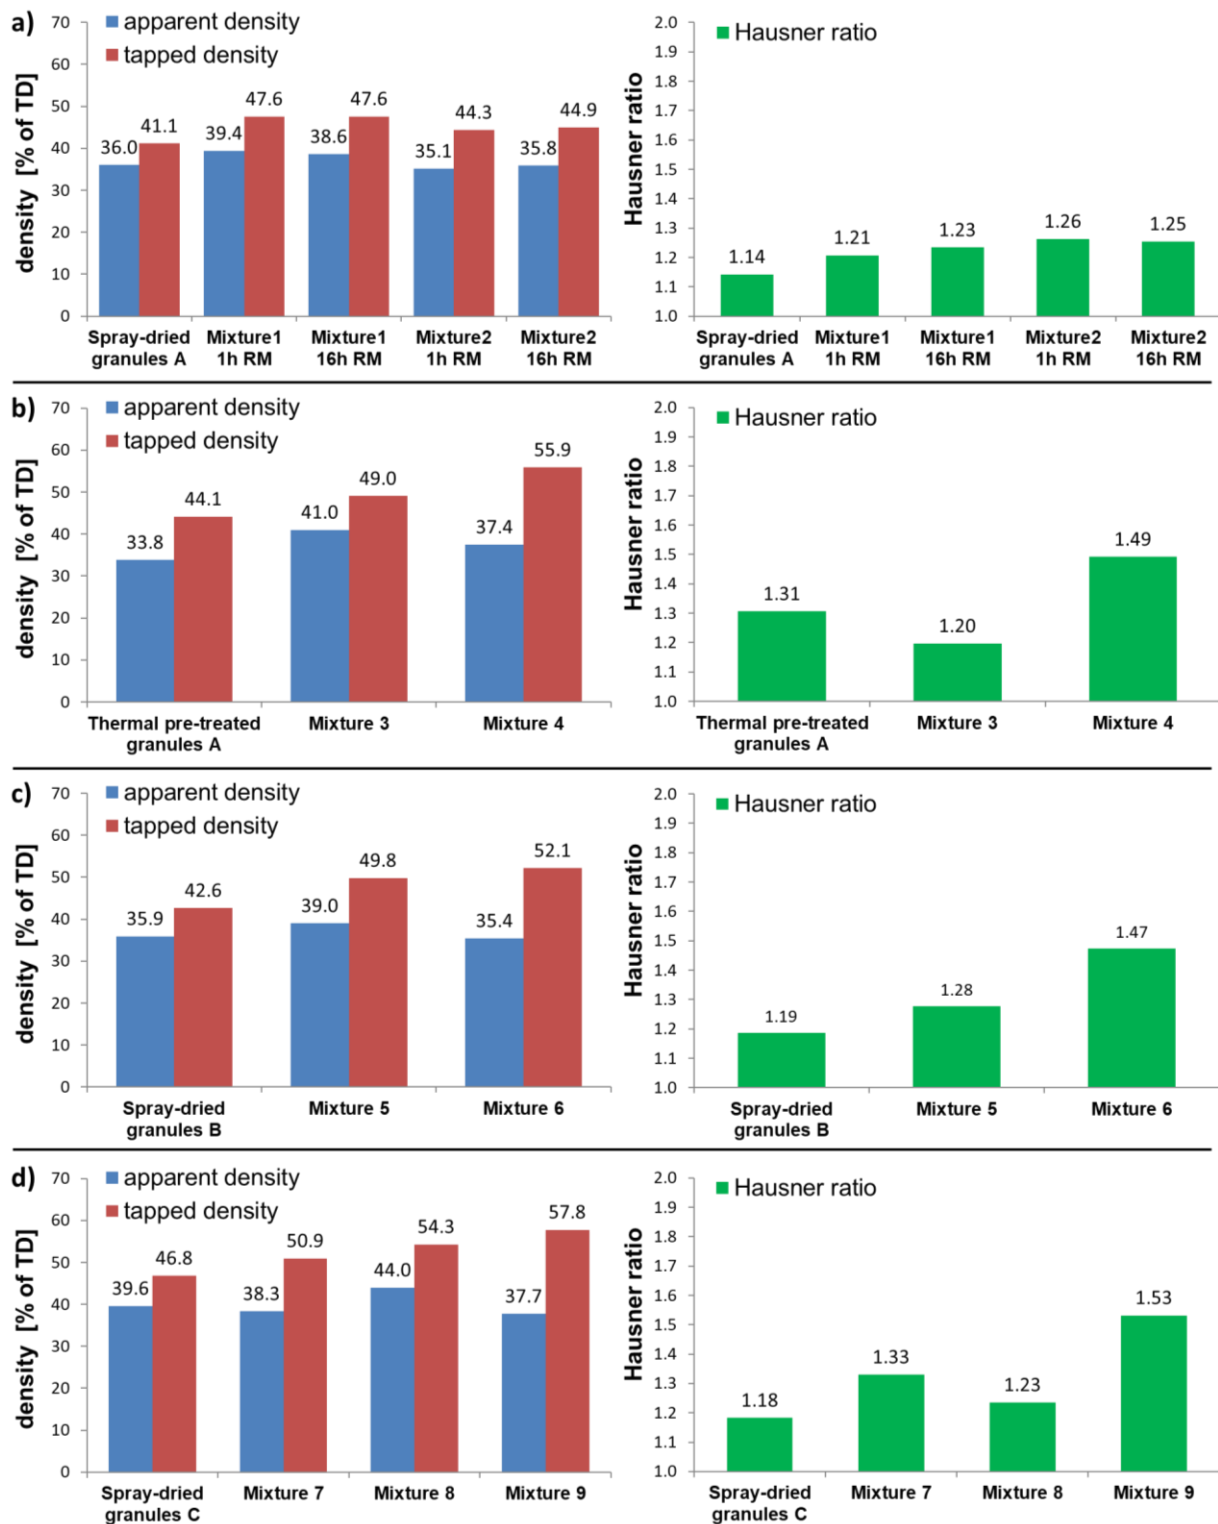 a)
apparent density
tapped density
density [% of TD]
70
60
50
40
30
20
10
0
36.0
41.1
39.4
47.6
38.6
47.6
35.1
44.3
35.8
44.9
Spray-dried
granules A
Mixture1
1h RM
Mixture1
16h RM
Mixture2
1h RM
Mixture2
16h RM
Hausner ratio
Hausner ratio
2.0
1.9
1.8
1.7
1.6
1.5
1.4
1.3
1.2
1.1
1.0
1.14
1.21
1.23
1.26
1.25
Spray-dried
granules A
Mixture1
1h RM
Mixture1
16h RM
Mixture2
1h RM
Mixture2
16h RM
b)
apparent density
tapped density
density [% of TD]
70
60
50
40
30
20
10
0
33.8
44.1
41.0
49.0
37.4
55.9
Thermal pre-treated
granules A
Mixture 3
Mixture 4
Hausner ratio
Hausner ratio
2.0
1.9
1.8
1.7
1.6
1.5
1.4
1.3
1.2
1.1
1.0
1.31
1.20
1.49
Thermal pre-treated
granules A
Mixture 3
Mixture 4
c)
apparent density
tapped density
density [% of TD]
70
60
50
40
30
20
10
0
35.9
42.6
39.0
49.8
35.4
52.1
Spray-dried
granules B
Mixture 5
Mixture 6
Hausner ratio
Hausner ratio
2.0
1.9
1.8
1.7
1.6
1.5
1.4
1.3
1.2
1.1
1.0
1.19
1.28
1.47
Spray-dried
granules B
Mixture 5
Mixture 6
d)
apparent density
tapped density
density [% of TD]
70
60
50
40
30
20
10
0
39.6
46.8
38.3
50.9
44.0
54.3
37.7
57.8
Spray-dried
granules C
Mixture 7
Mixture 8
Mixture 9
Hausner ratio
Hausner ratio
2.0
1.9
1.8
1.7
1.6
1.5
1.4
1.3
1.2
1.1
1.0
1.18
1.33
1.23
1.53
Spray-dried
granules C
Mixture 7
Mixture 8
Mixture 9